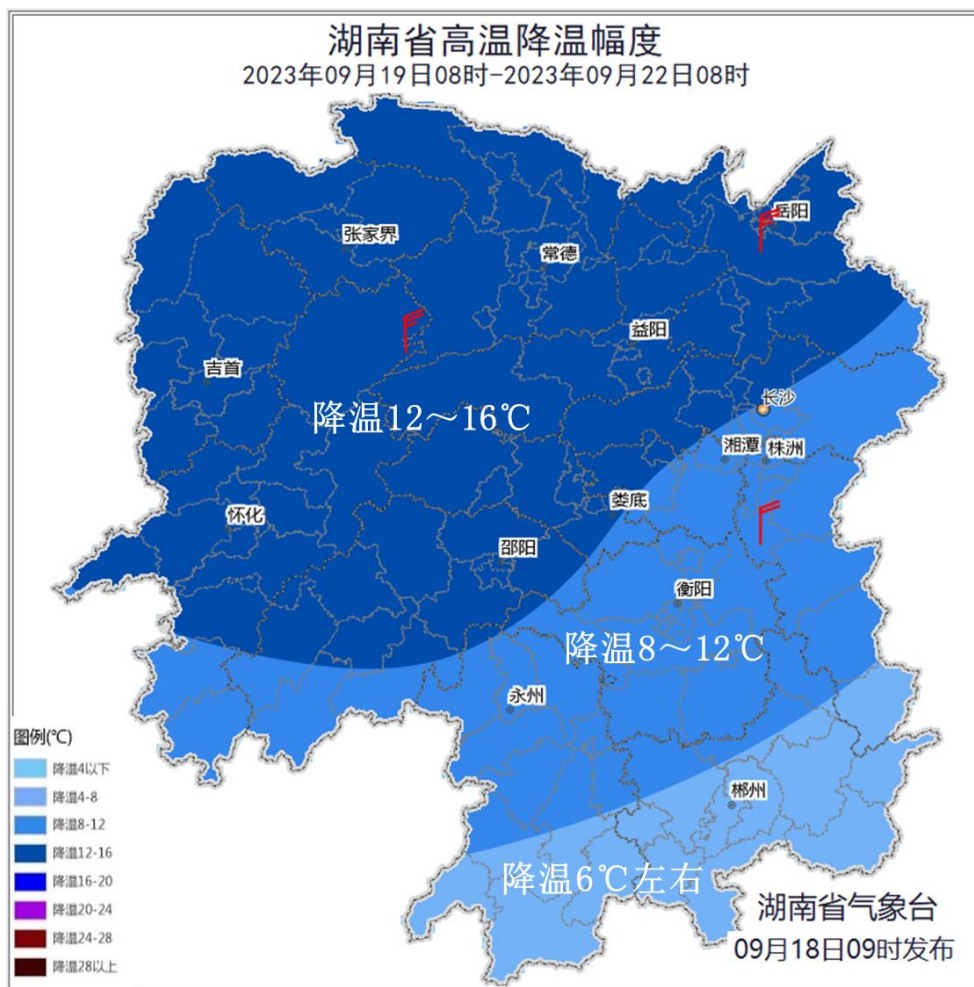 湖南省高温降温幅度
2023年09月19日08时-2023年09月22日08时
岳阳
张家界
常德
益阳
吉首
长沙
降温12～16℃
湘潭
株洲
娄底
怀化
邵阳
衡阳
降温8～12℃
永州
图例(℃)
降温4以下
降温4-8
降温8-12
降温12-16
降温16-20
降温20-24
降温24-28
降温28以上
郴州
降温6℃左右
湖南省气象台
09月18日09时发布